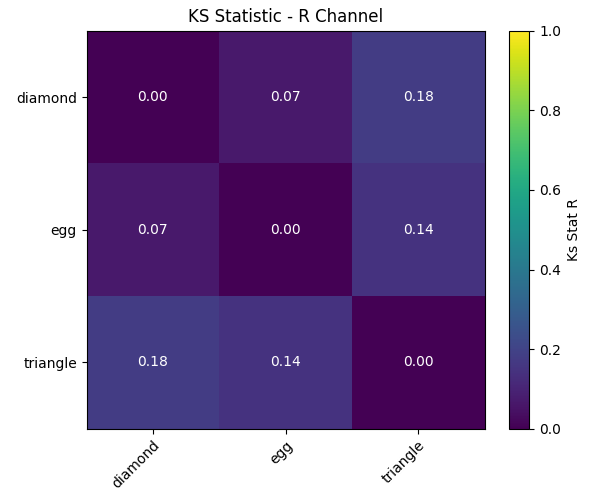 KS Statistic - R Channel
diamond
egg
triangle
0.00 0.07 0.18
0.07 0.00 0.14
0.18 0.14 0.00
diamond
egg
triangle
1.0
0.8
0.6
0.4
0.2
0.0
Ks Stat R